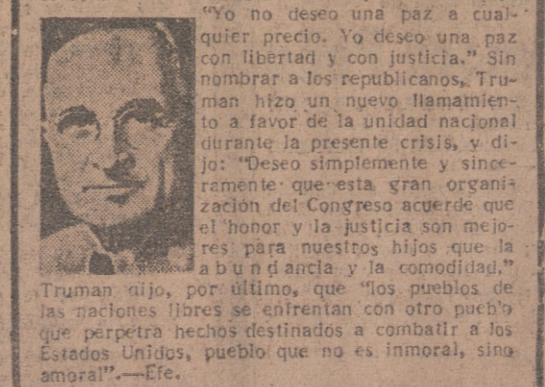 "Yo no deseo una paz a cual-
quier precio. Yo deseo una paz
con libertad y con justicia." Sin
nombrar a los republicanos, Tru-
man hizo un nuevo llamamien-
to a favor de la unidad nacional
durante la presente crisis, y di-
jo: "Deseo simplemente y since-
ramente que esta gran organi-
zación del Congreso acuerde que
el honor y la justicia son mejo-
res para nuestros hijos que la
abundancia y la comodidad."
Truman dijo, por último, que "los pueblos de
las naciones libres se enfrentan con otro pueblo
que perpetra hechos destinados a combatir a los
Estados Unidos, pueblo que no es inmoral, sino
amoral".—Efe.